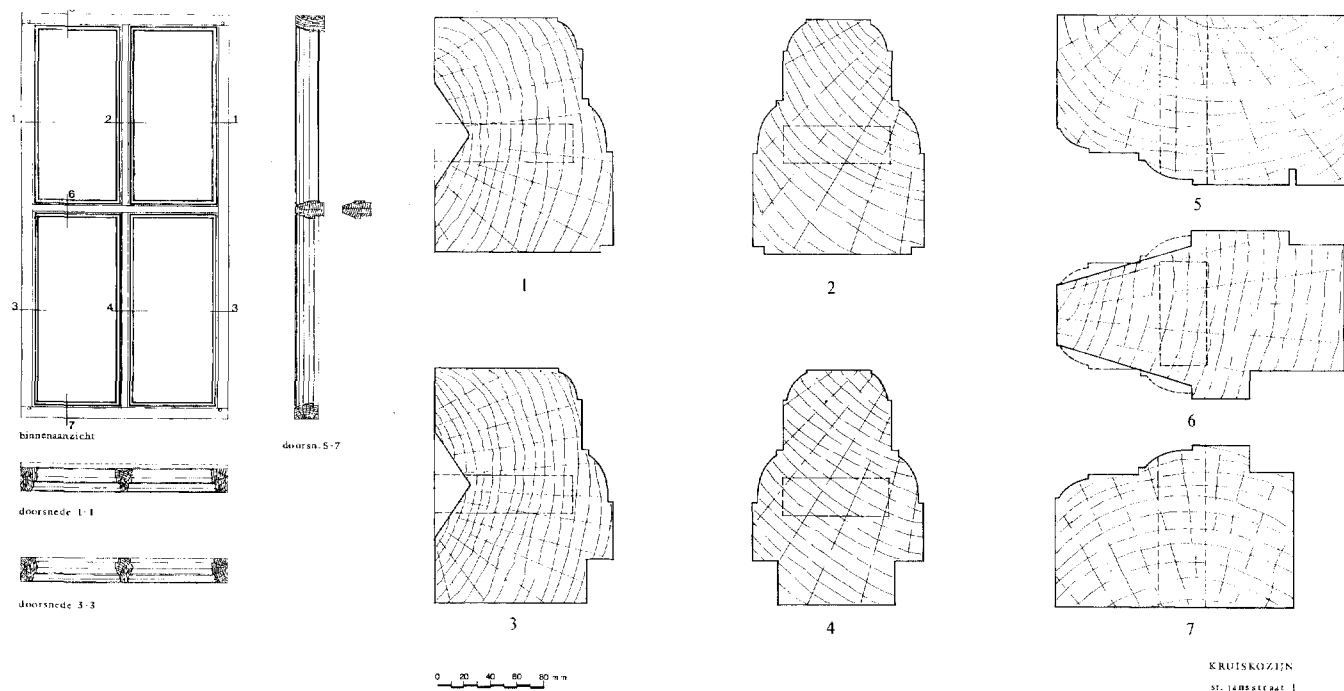 1 2 1
6
3 4 3
7
binnenaanzicht
doorsn. 5-7
doorsnede 1-1
doorsnede 3-3
1
2
3
4
5
6
7
0 20 40 60 80 mm
KRUISKOZIJN
st. jansstraat 1